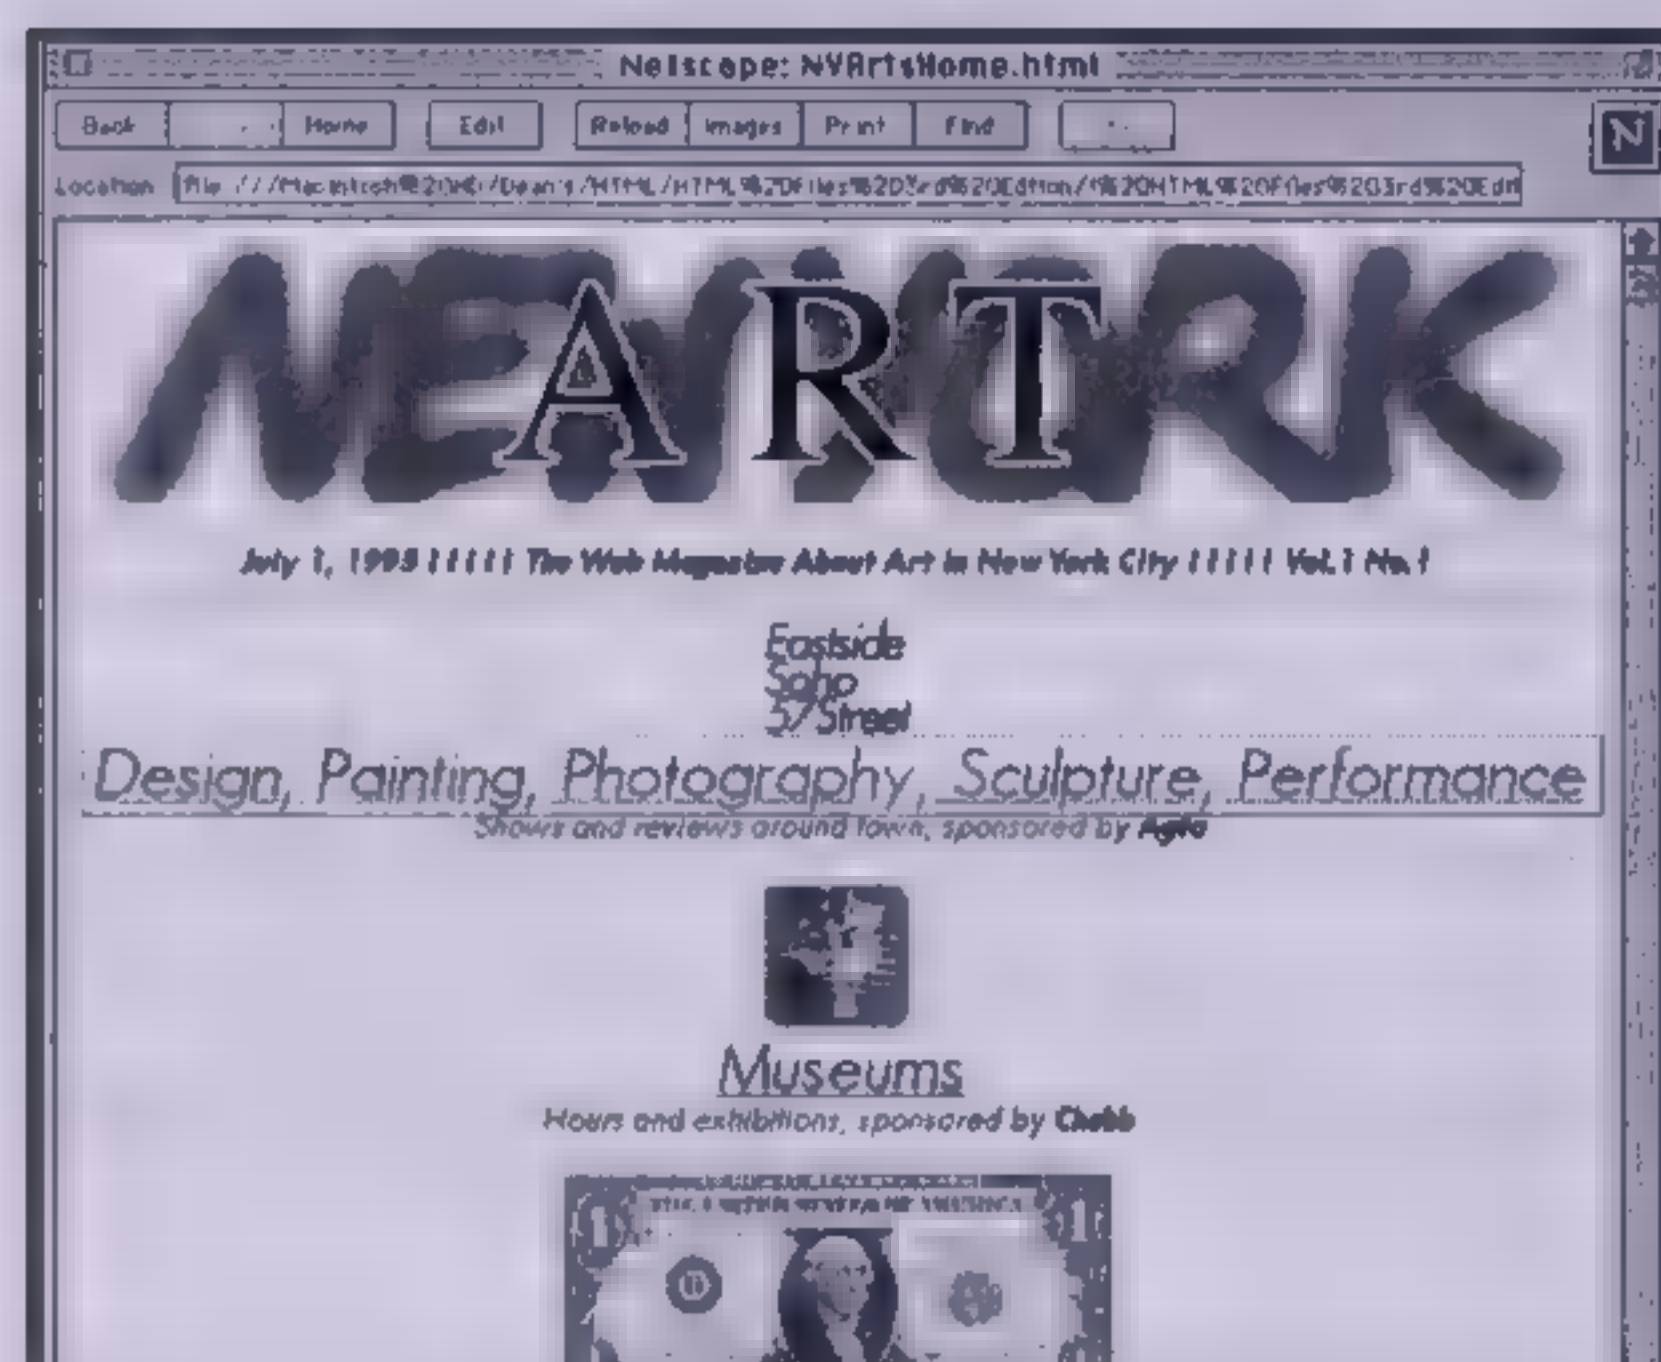 Netscape: NYArtsHome.html
Back Home Edit Reload Images Print Find
N
Location
NEW YORK
ART
July 1, 1995 ///// The Web Magazine About Art in New York City ///// Vol.1 No.1
Eastside
Soho
57Street
Design, Painting, Photography, Sculpture, Performance
Shows and reviews around town, sponsored by Agfa
Museums
Hours and exhibitions, sponsored by Chubb
1 1